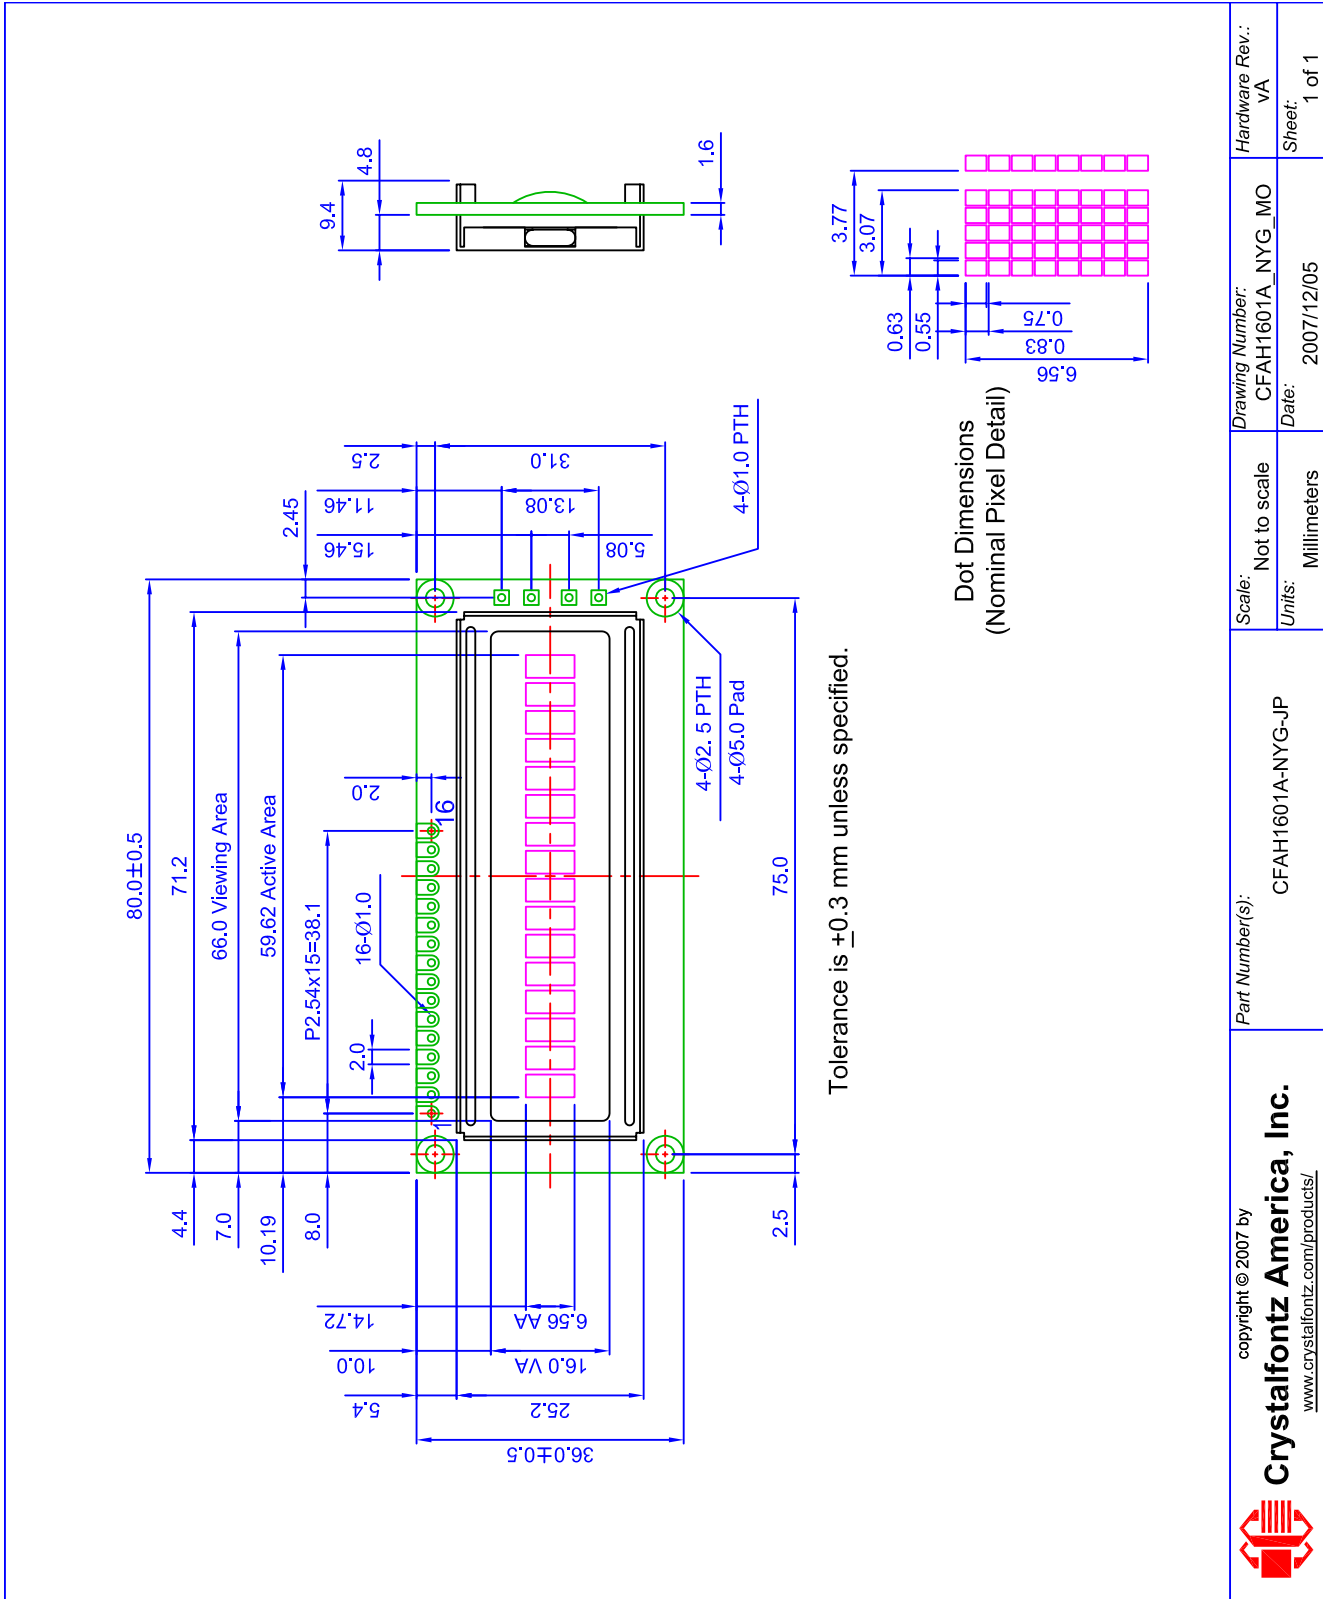 4.8
9.4
1.6
3.77
3.07
0.63
0.55
0.75
0.83
6.56
Dot Dimensions
(Nominal Pixel Detail)
80.0±0.5
71.2
66.0 Viewing Area
59.62 Active Area
P2.54x15=38.1
16-Ø1.0
2.0
2.0
1
16
4.4
7.0
10.19
8.0
2.45
2.5
11.46
15.46
31.0
13.08
5.08
4-Ø1.0 PTH
4-Ø2. 5 PTH
4-Ø5.0 Pad
75.0
2.5
14.72
10.0
5.4
6.56 AA
16.0 VA
25.2
36.0±0.5
Tolerance is ±0.3 mm unless specified.
copyright © 2007 by
Crystalfontz America, Inc.
www.crystalfontz.com/products/
Part Number(s):
CFAH1601A-NYG-JP
Scale:
Not to scale
Units:
Millimeters
Drawing Number:
CFAH1601A_NYG_MO
Date:
2007/12/05
Hardware Rev.:
vA
Sheet:
1 of 1